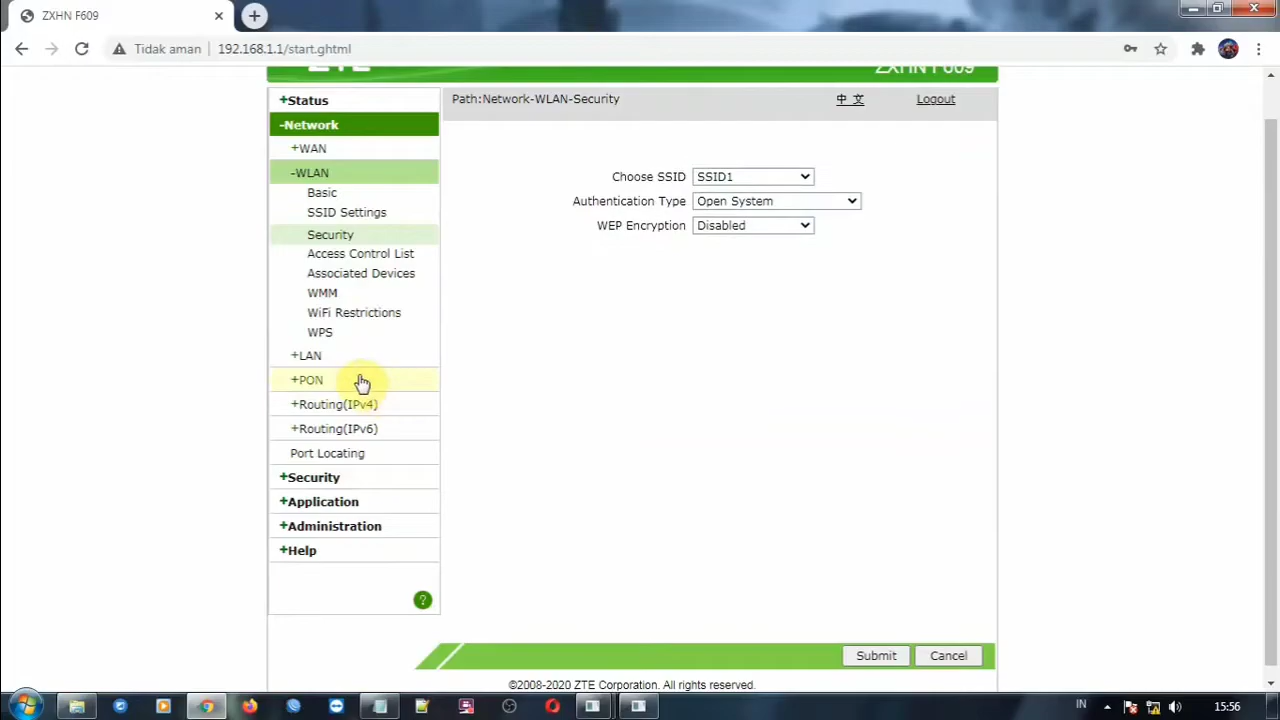 ZXHN F609
Tidak aman
192.168.1.1/start.ghtml
ZTE
ZXHN F609
+Status
-Network
+WAN
-WLAN
Basic
SSID Settings
Security
Access Control List
Associated Devices
WMM
WiFi Restrictions
WPS
+LAN
+PON
+Routing(IPv4)
+Routing(IPv6)
Port Locating
+Security
+Application
+Administration
+Help
?
Path:Network-WLAN-Security
中 文
Logout
Choose SSID SSID1
Authentication Type Open System
WEP Encryption Disabled
Submit
Cancel
©2008-2020 ZTE Corporation. All rights reserved.
IN
15:56